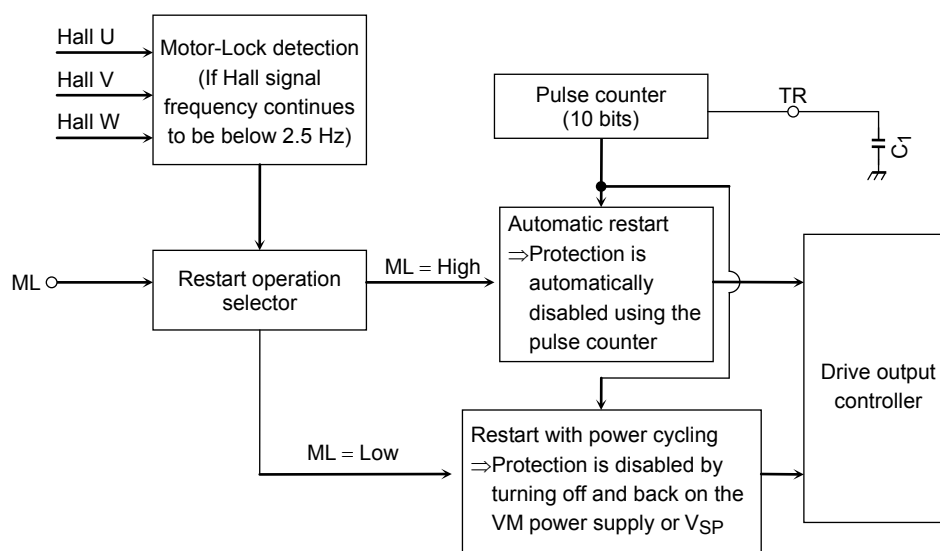 Hall U
Hall V
Hall W
Motor-Lock detection
(If Hall signal
frequency continues
to be below 2.5 Hz)
Pulse counter
(10 bits)
TR
C1
ML
Restart operation
selector
ML = High
Automatic restart
⇒Protection is
automatically
disabled using the
pulse counter
Drive output
controller
ML = Low
Restart with power cycling
⇒Protection is disabled by
turning off and back on the
VM power supply or VSP